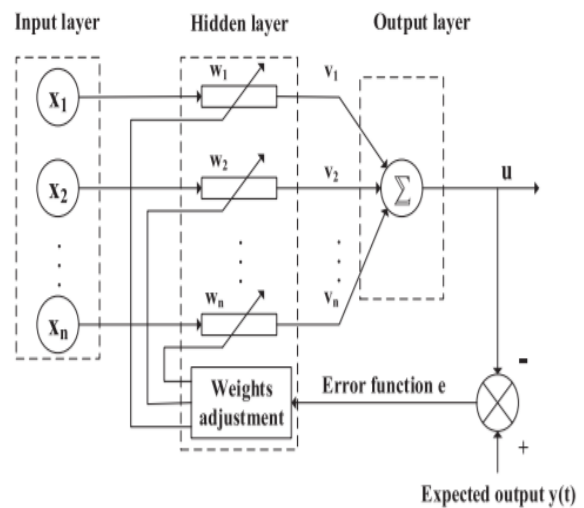 Input layer
Hidden layer
Output layer
x₁
w₁
v₁
x₂
w₂
v₂
Σ
u
xₙ
wₙ
vₙ
-
Weights
adjustment
Error function e
+
Expected output y(t)